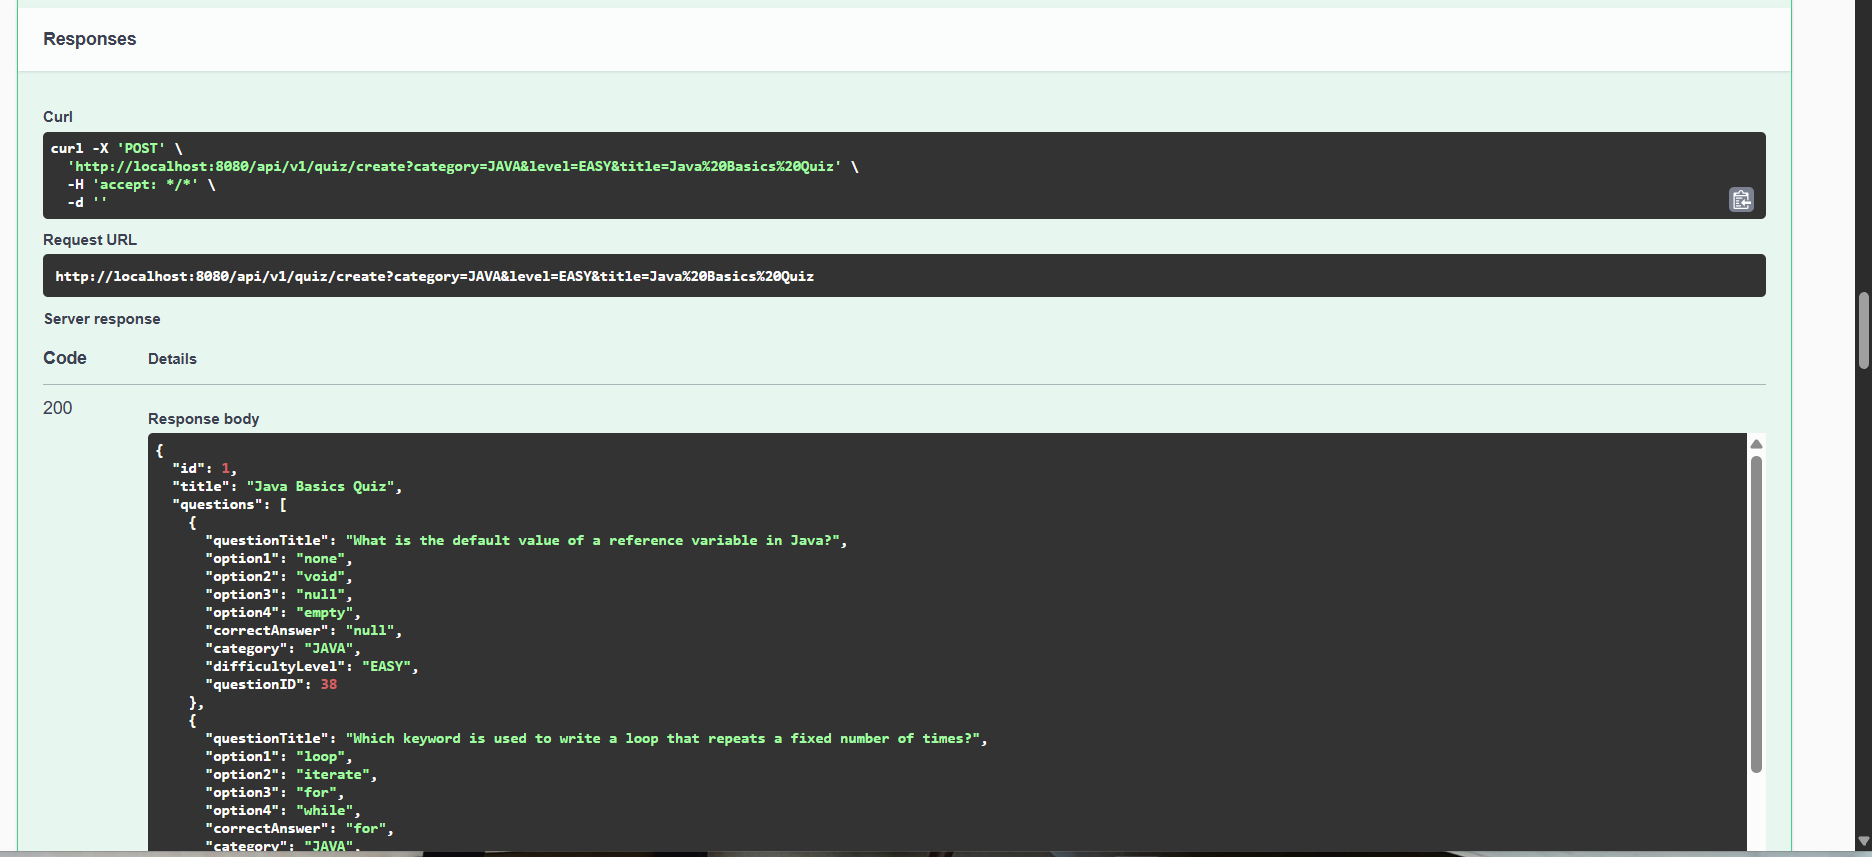 Responses
Curl
curl -X 'POST' \
  'http://localhost:8080/api/v1/quiz/create?category=JAVA&level=EASY&title=Java%20Basics%20Quiz' \
  -H 'accept: */*' \
  -d ''
Request URL
http://localhost:8080/api/v1/quiz/create?category=JAVA&level=EASY&title=Java%20Basics%20Quiz
Server response
Code Details
200
Response body
{
  "id": 1,
  "title": "Java Basics Quiz",
  "questions": [
    {
      "questionTitle": "What is the default value of a reference variable in Java?",
      "option1": "none",
      "option2": "void",
      "option3": "null",
      "option4": "empty",
      "correctAnswer": "null",
      "category": "JAVA",
      "difficultyLevel": "EASY",
      "questionID": 38
    },
    {
      "questionTitle": "Which keyword is used to write a loop that repeats a fixed number of times?",
      "option1": "loop",
      "option2": "iterate",
      "option3": "for",
      "option4": "while",
      "correctAnswer": "for",
      "category": "JAVA",